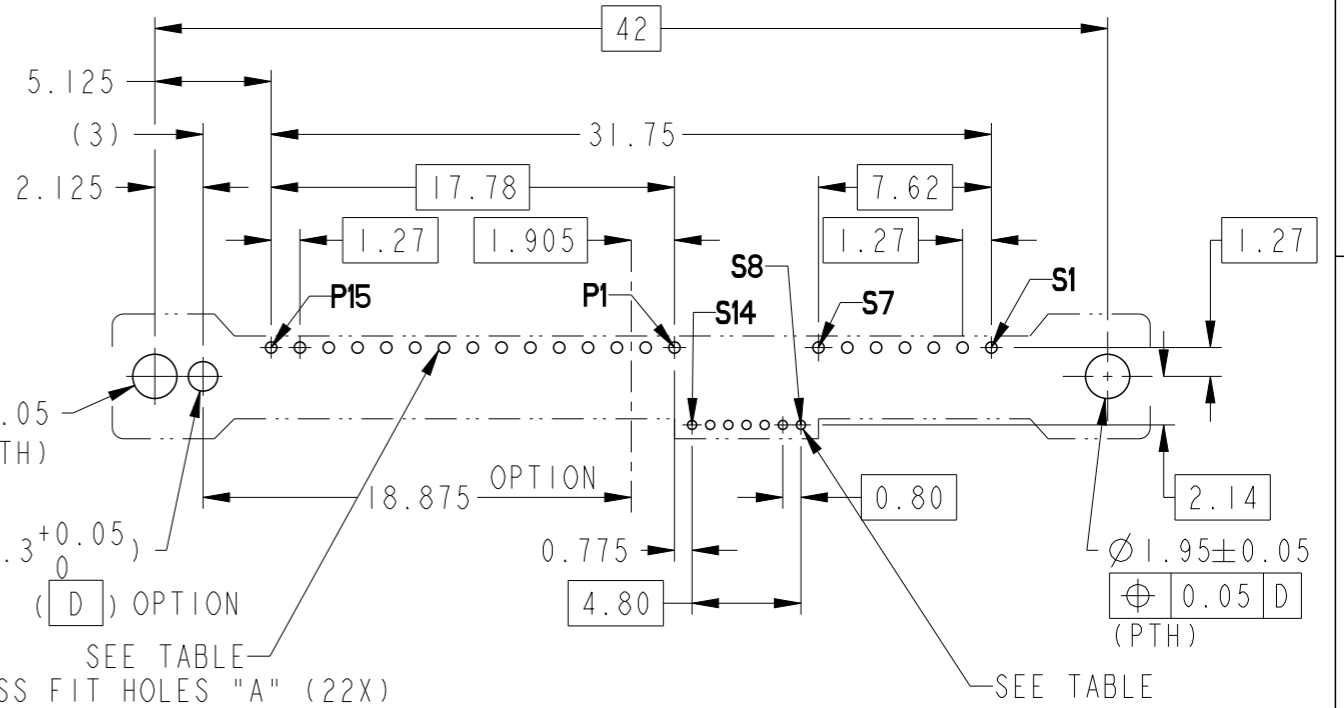 42
5.125
(3)
31.75
2.125
17.78
7.62
1.27
1.905
1.27
1.27
S8
P15
P1
S14
S7
S1
.05
TH)
18.875
OPTION
0.80
2.14
.3 +0.05 )
0
0.775
Ø1.95±0.05
( D ) OPTION
4.80
⌖ 0.05 D
(PTH)
SEE TABLE
SS FIT HOLES "A" (22X)
SEE TABLE